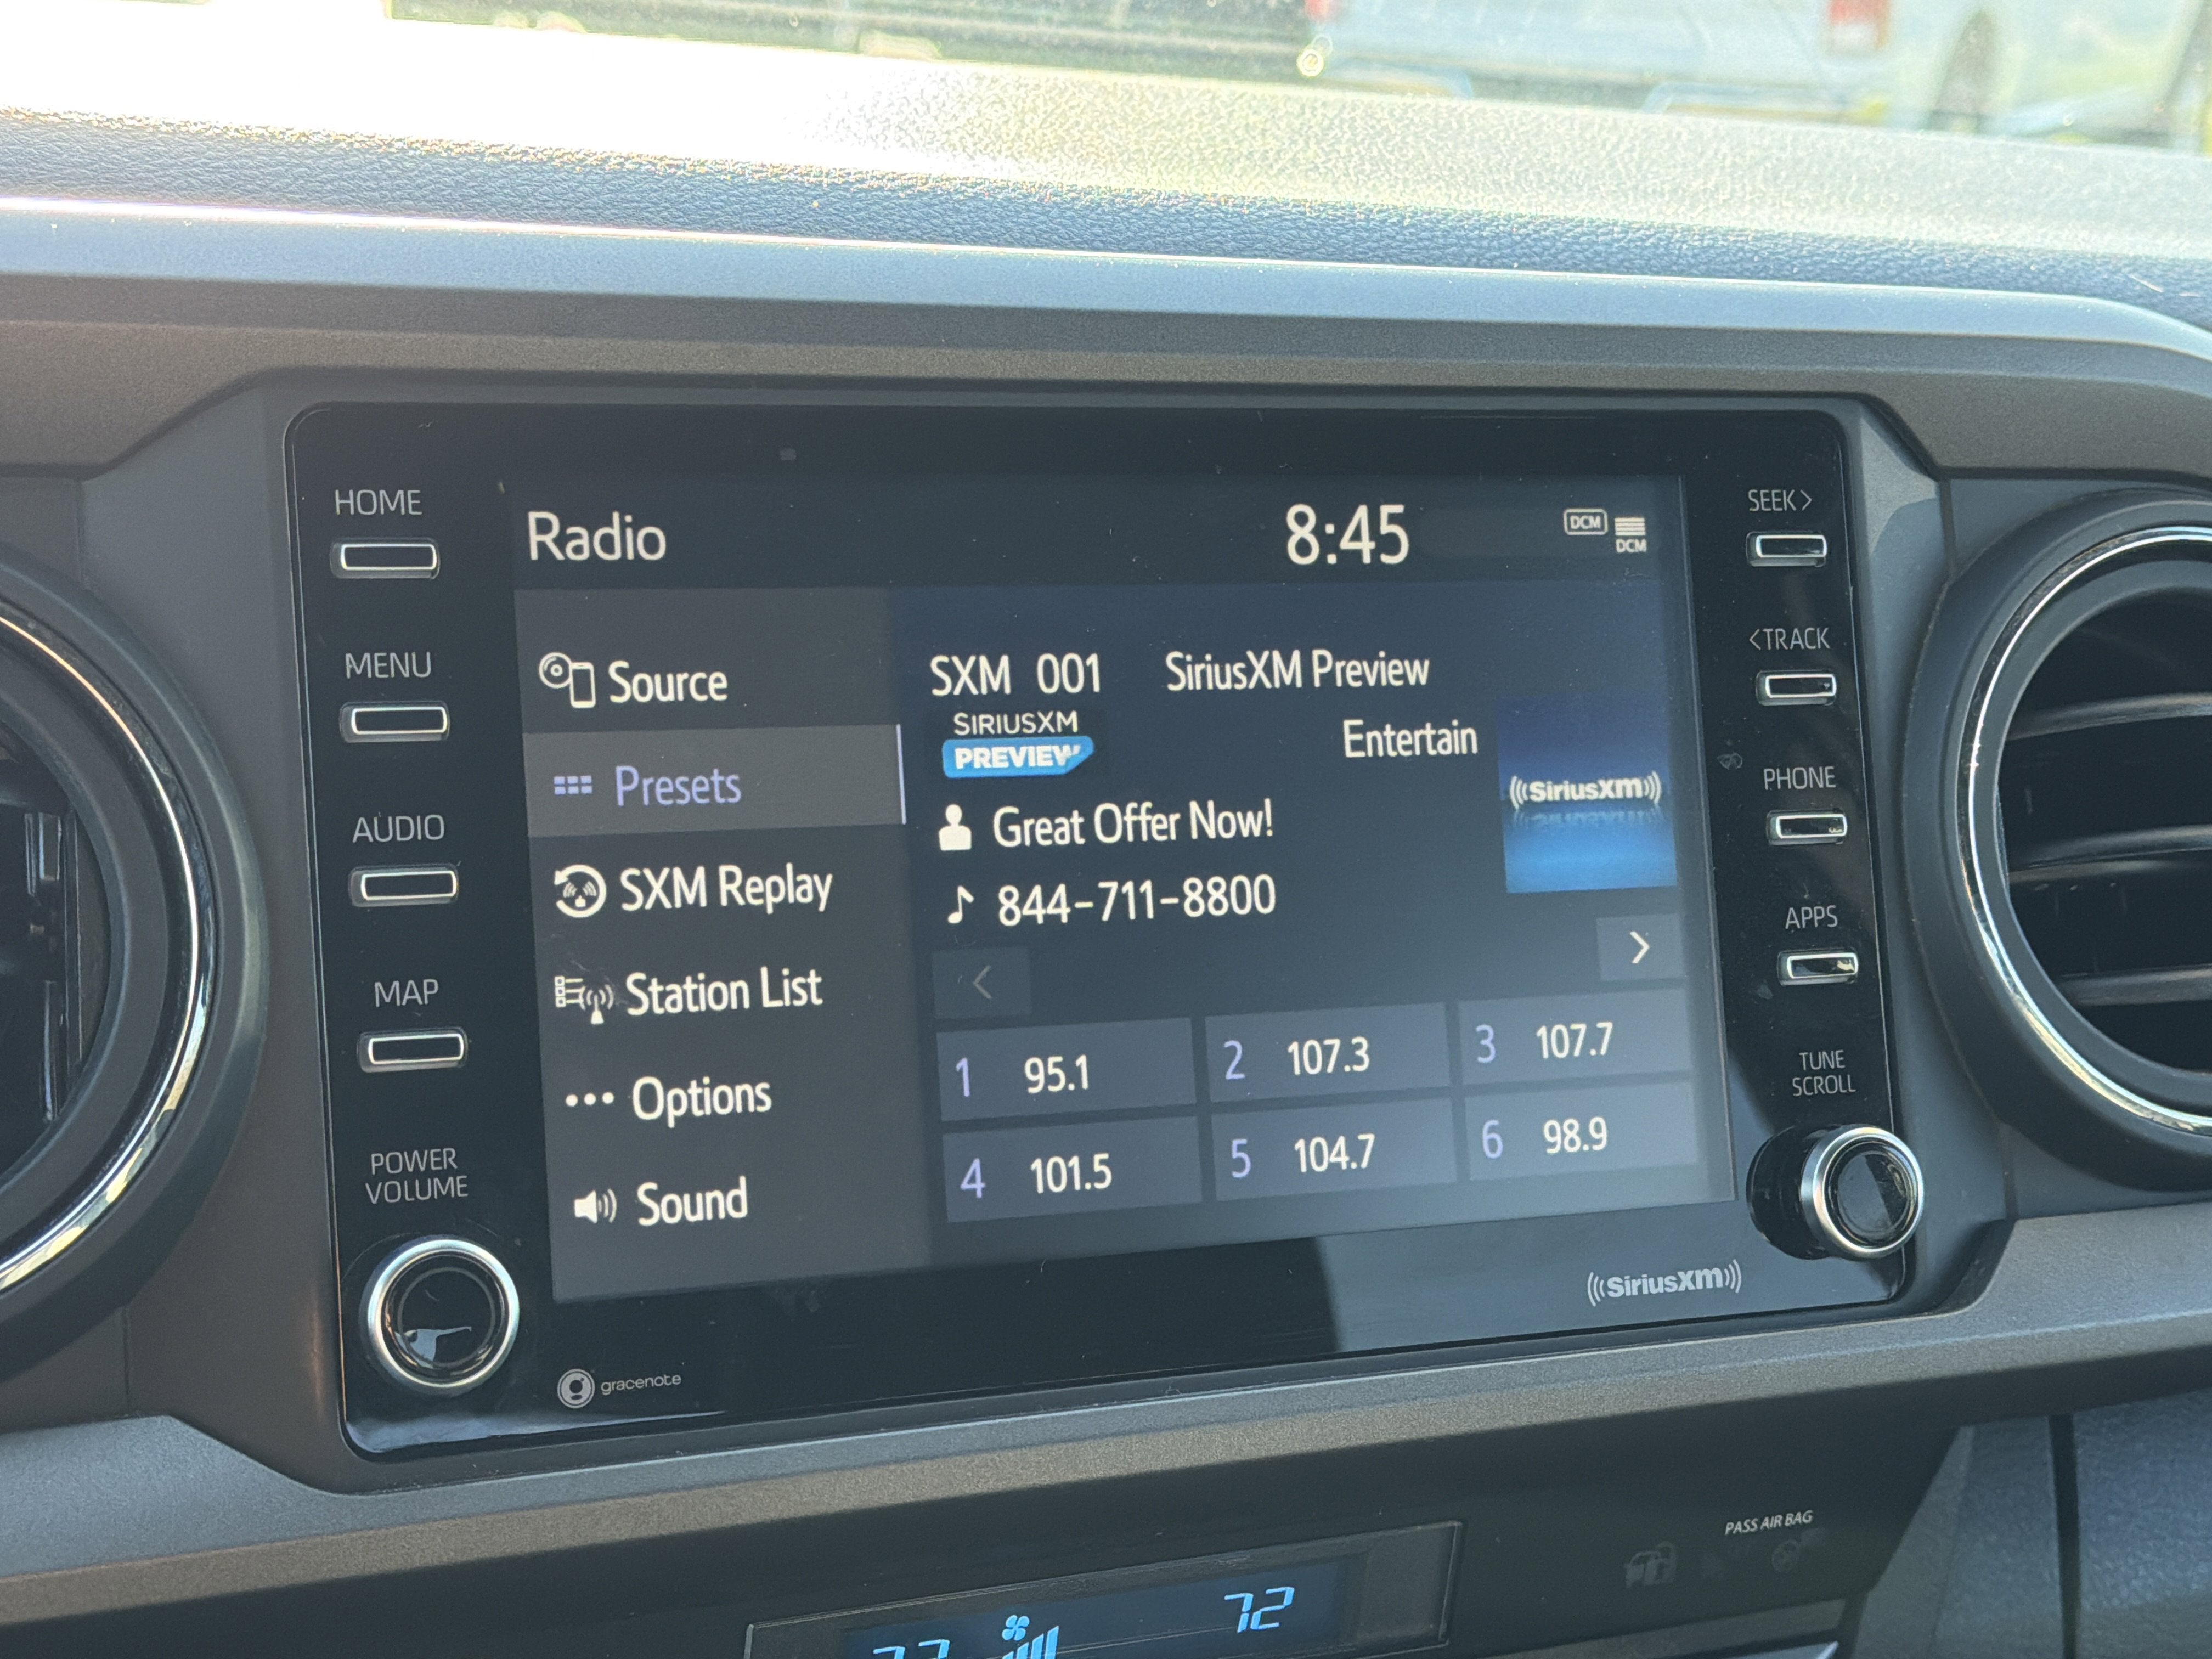 HOME
MENU
AUDIO
MAP
POWER
VOLUME
Radio
8:45
DCM
DCM
Source
Presets
SXM Replay
Station List
Options
Sound
SXM 001 SiriusXM Preview
SIRIUSXM
PREVIEW
Entertain
Great Offer Now!
844-711-8800
((SiriusXM))
< >
1 95.1 2 107.3 3 107.7
4 101.5 5 104.7 6 98.9
SEEK>
<TRACK
PHONE
APPS
TUNE
SCROLL
gracenote
((SiriusXM))
PASS AIR BAG
72